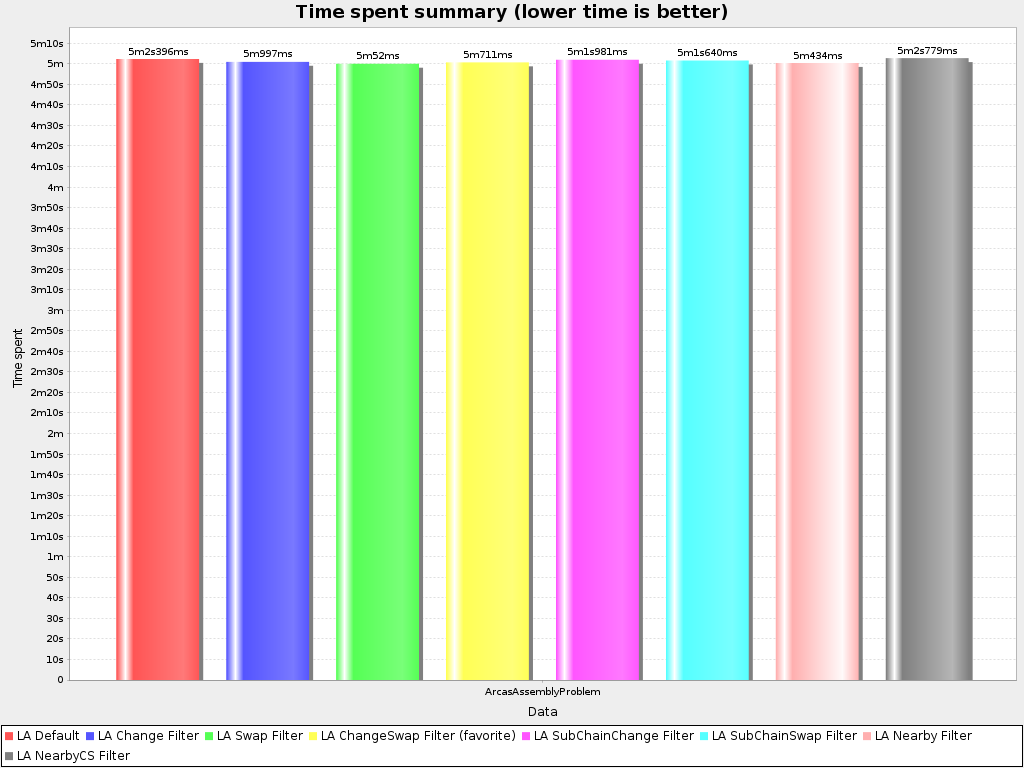 Time spent summary (lower time is better)
5m10s
5m
4m50s
4m40s
4m30s
4m20s
4m10s
4m
3m50s
3m40s
3m30s
3m20s
3m10s
3m
2m50s
2m40s
2m30s
2m20s
2m10s
2m
1m50s
1m40s
1m30s
1m20s
1m10s
1m
50s
40s
30s
20s
10s
0
Time spent
5m2s396ms 5m997ms 5m52ms 5m711ms 5m1s981ms 5m1s640ms 5m434ms 5m2s779ms
ArcasAssemblyProblem
Data
LA Default LA Change Filter LA Swap Filter LA ChangeSwap Filter (favorite) LA SubChainChange Filter LA SubChainSwap Filter LA Nearby Filter
LA NearbyCS Filter